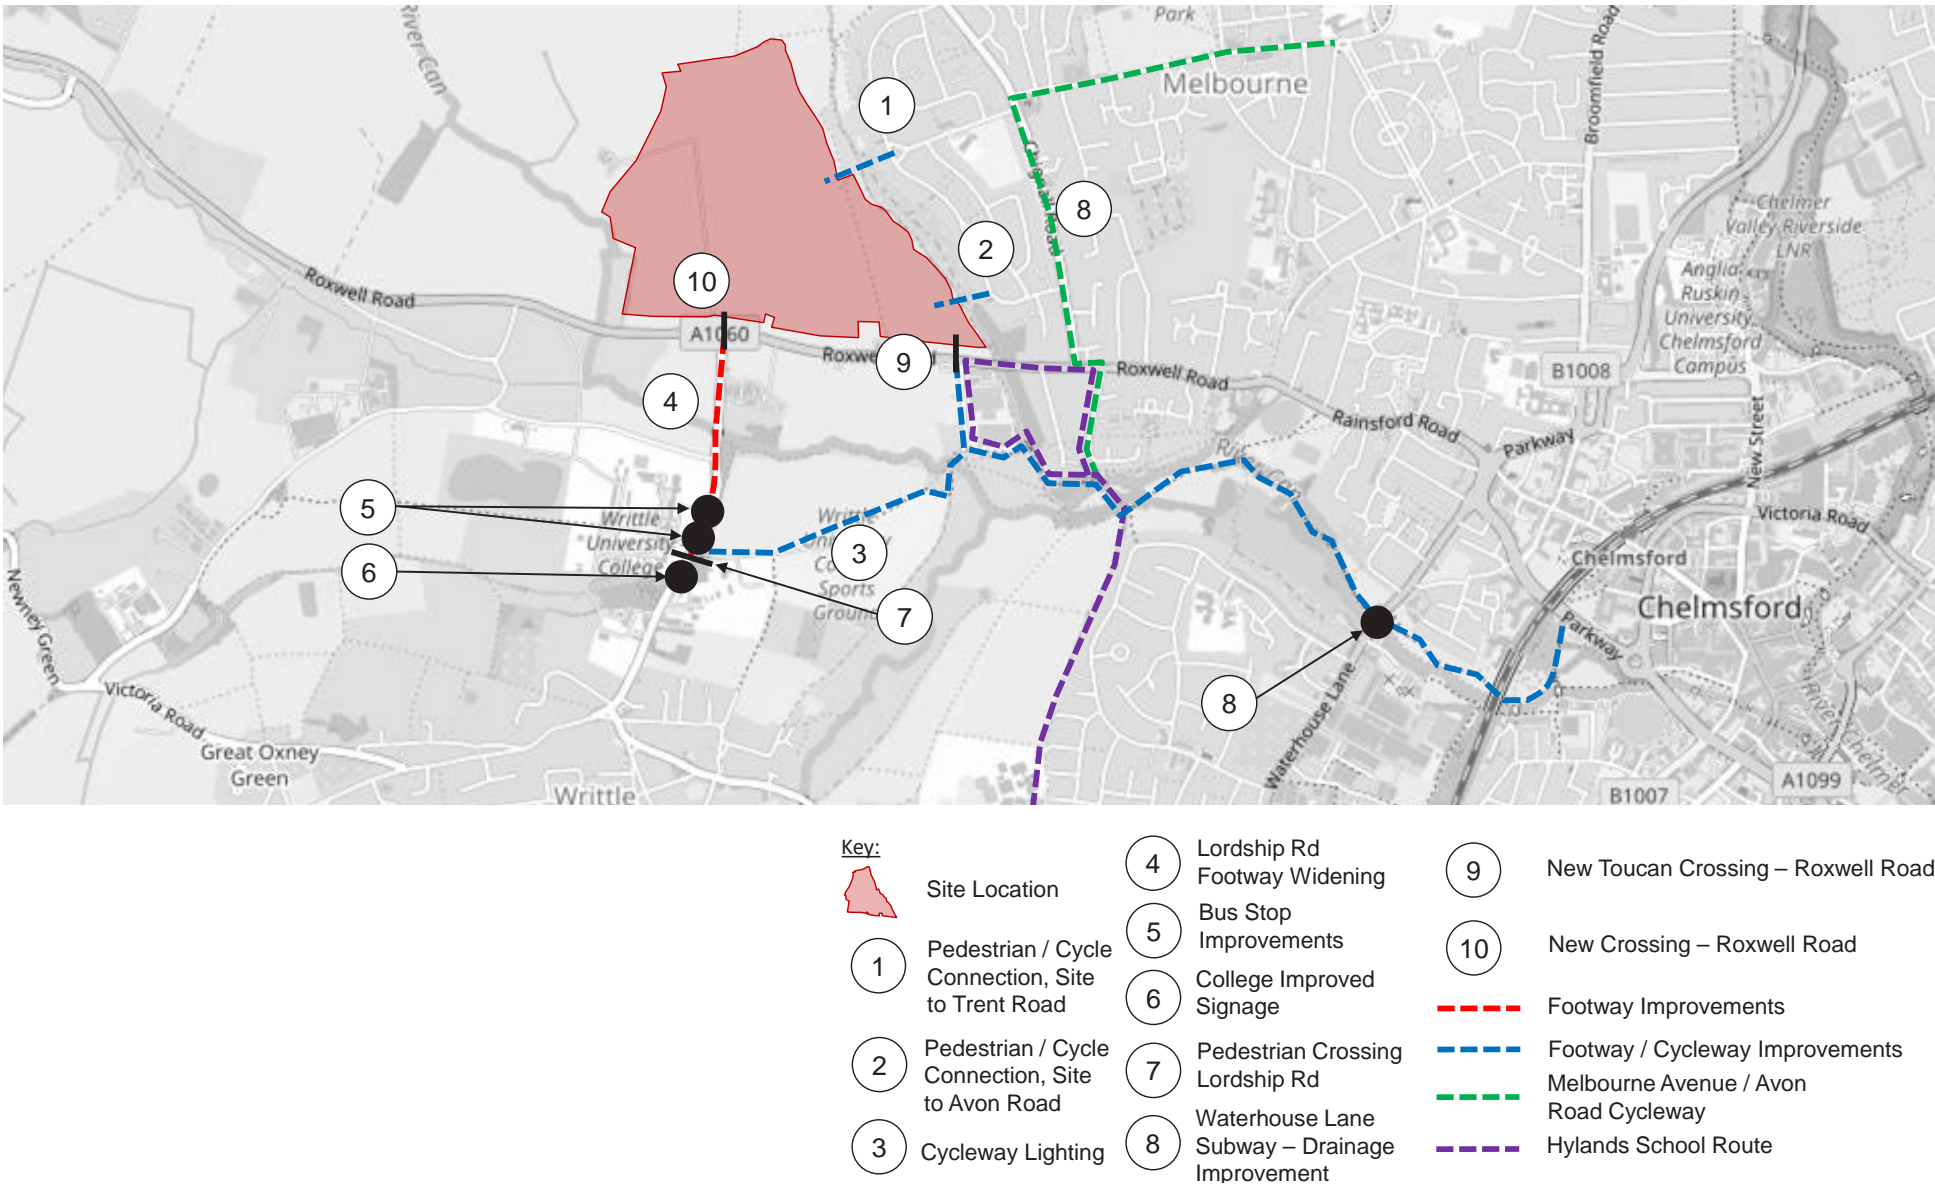 River Can
Park
Melbourne
Broomfield Road
1
Chignall Road
8
Chelmer
Valley Riverside
LNR
2
Anglia
Ruskin
University,
Chelmsford
Campus
10
Roxwell Road
A1060
9
Roxwell Road
B1008
4
Rainsford Road
Parkway
New Street
5
Writtle
University
College
Victoria Road
3
Sports
Ground
6
7
Chelmsford
Chelmsford
Parkway
Newney Green
Victoria Road
8
Waterhouse Lane
River Chelmer
Great Oxney
Green
Writtle
A1099
B1007
Key:
Site Location
1
Pedestrian / Cycle
Connection, Site
to Trent Road
2
Pedestrian / Cycle
Connection, Site
to Avon Road
3
Cycleway Lighting
4
Lordship Rd
Footway Widening
5
Bus Stop
Improvements
6
College Improved
Signage
7
Pedestrian Crossing
Lordship Rd
8
Waterhouse Lane
Subway – Drainage
Improvement
9
New Toucan Crossing – Roxwell Road
10
New Crossing – Roxwell Road
Footway Improvements
Footway / Cycleway Improvements
Melbourne Avenue / Avon
Road Cycleway
Hylands School Route